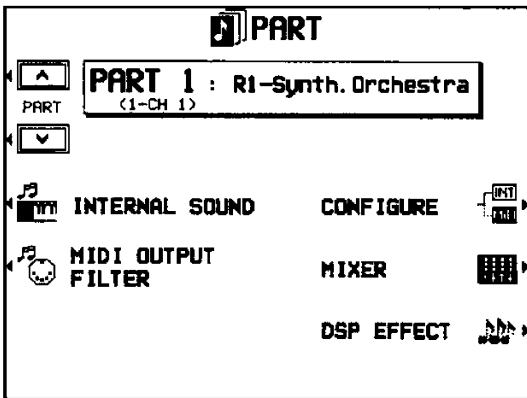 PART
PART 1 : R1-Synth.Orchestra
(1-CH 1)
PART
INTERNAL SOUND
CONFIGURE
INT
MIDI OUTPUT
FILTER
MIXER
DSP EFFECT